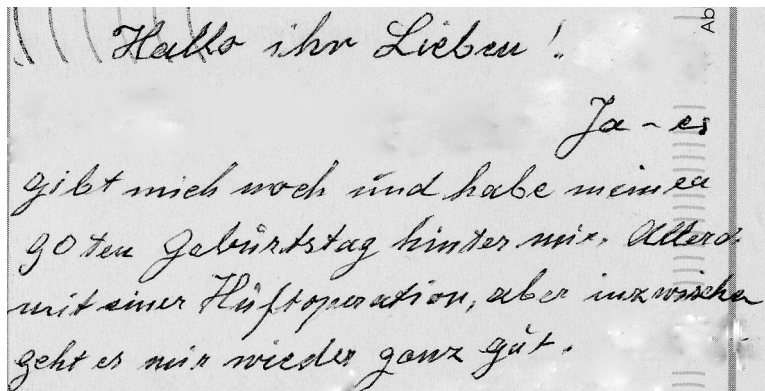 Ab
Hallo ihr Lieben!
Ja - es
gibt mich noch und habe meinen
90ten Geburtstag hinter mir. Allerd.
mit einer Hüftoperation, aber inzwischen
geht es mir wieder ganz gut.